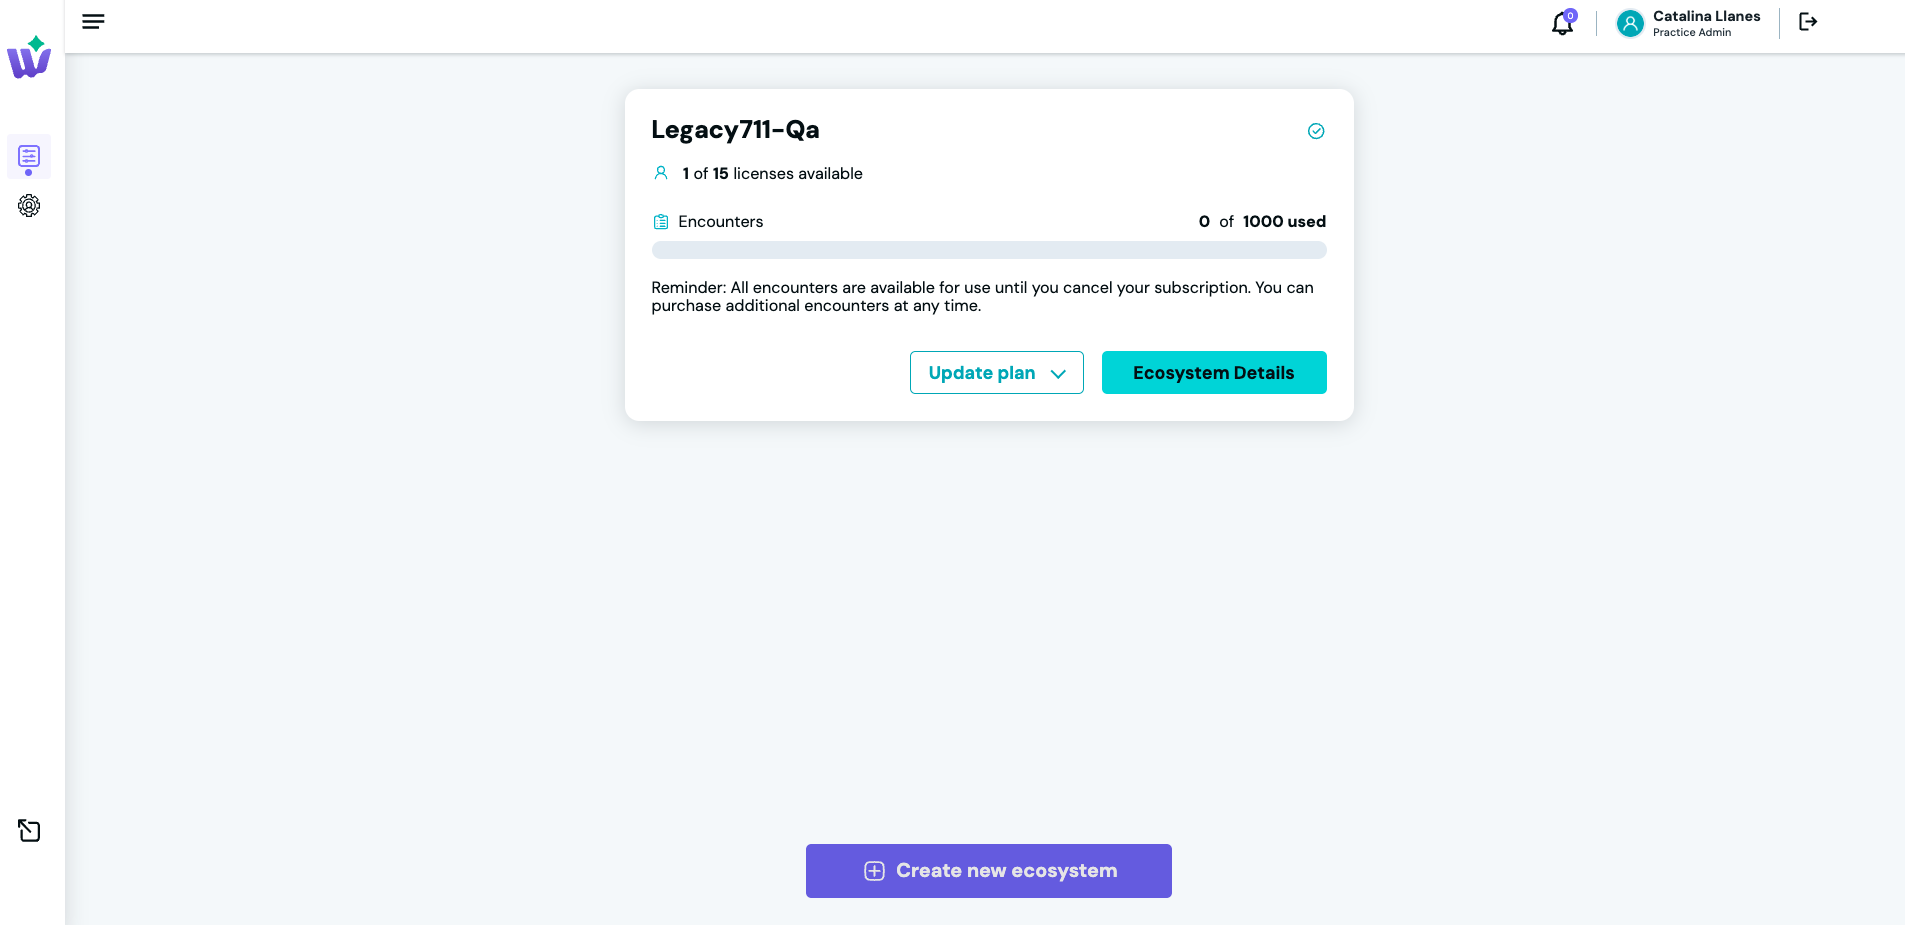 0
Catalina Llanes
Practice Admin
Legacy711-Qa
1 of 15 licenses available
Encounters 0 of 1000 used
Reminder: All encounters are available for use until you cancel your subscription. You can
purchase additional encounters at any time.
Update plan Ecosystem Details
Create new ecosystem